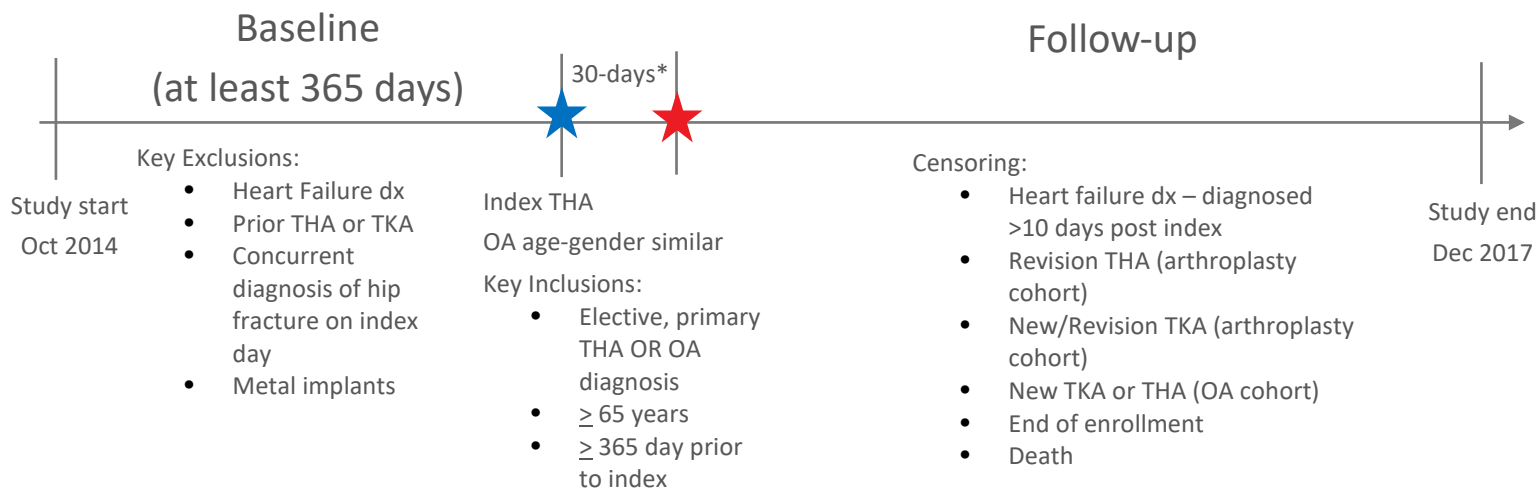 Baseline
(at least 365 days)
30-days*
Follow-up
Study start
Oct 2014
Key Exclusions:
• Heart Failure dx
• Prior THA or TKA
• Concurrent
diagnosis of hip
fracture on index
day
• Metal implants
Index THA
OA age-gender similar
Key Inclusions:
• Elective, primary
THA OR OA
diagnosis
• ≥ 65 years
• ≥ 365 day prior
to index
Censoring:
• Heart failure dx – diagnosed
>10 days post index
• Revision THA (arthroplasty
cohort)
• New/Revision TKA (arthroplasty
cohort)
• New TKA or THA (OA cohort)
• End of enrollment
• Death
Study end
Dec 2017